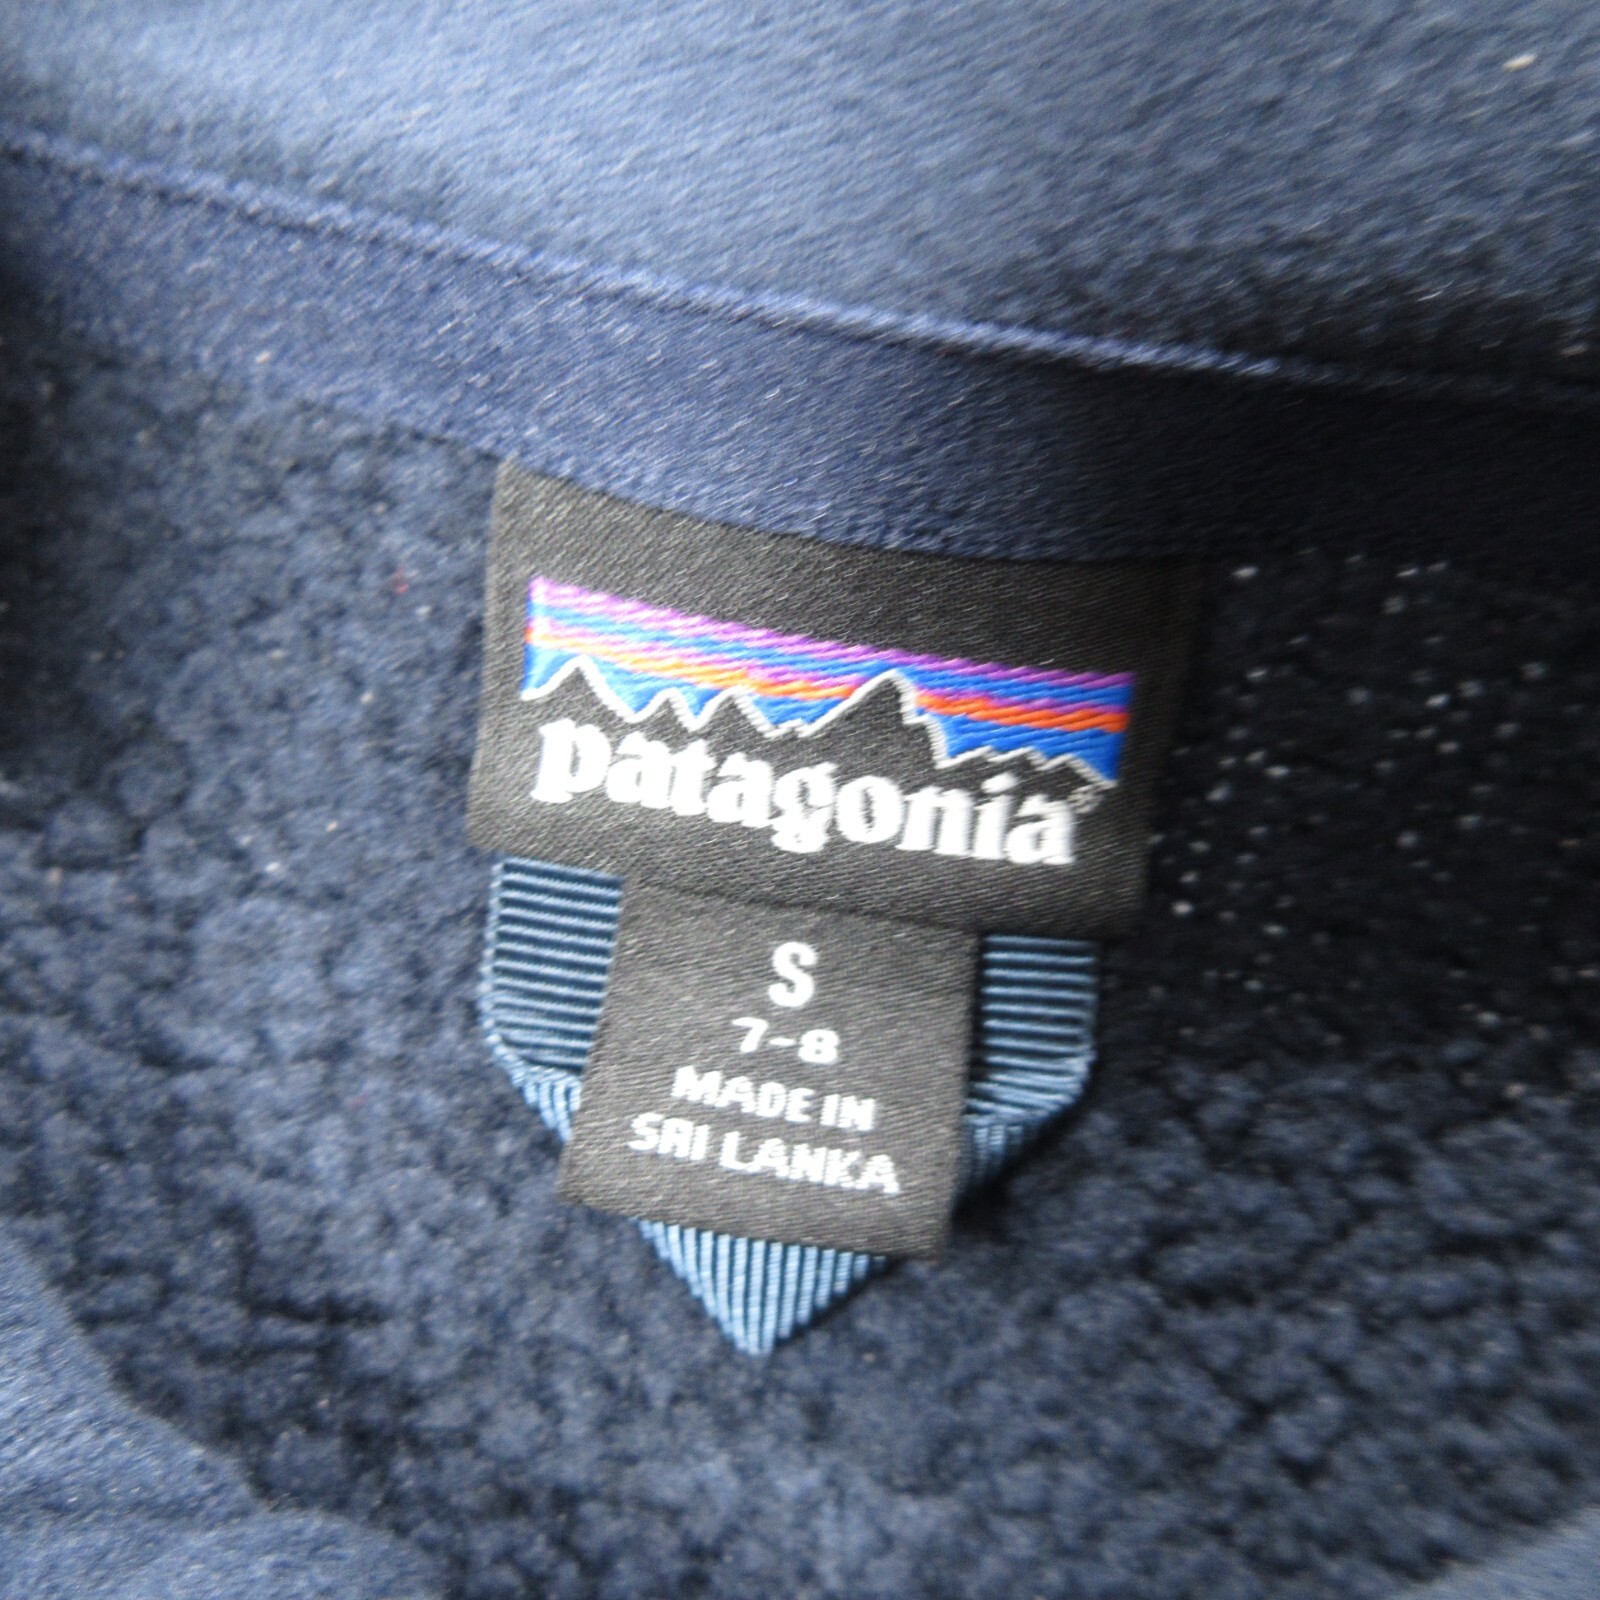 patagonia®
S
7-8
MADE IN
SRI LANKA